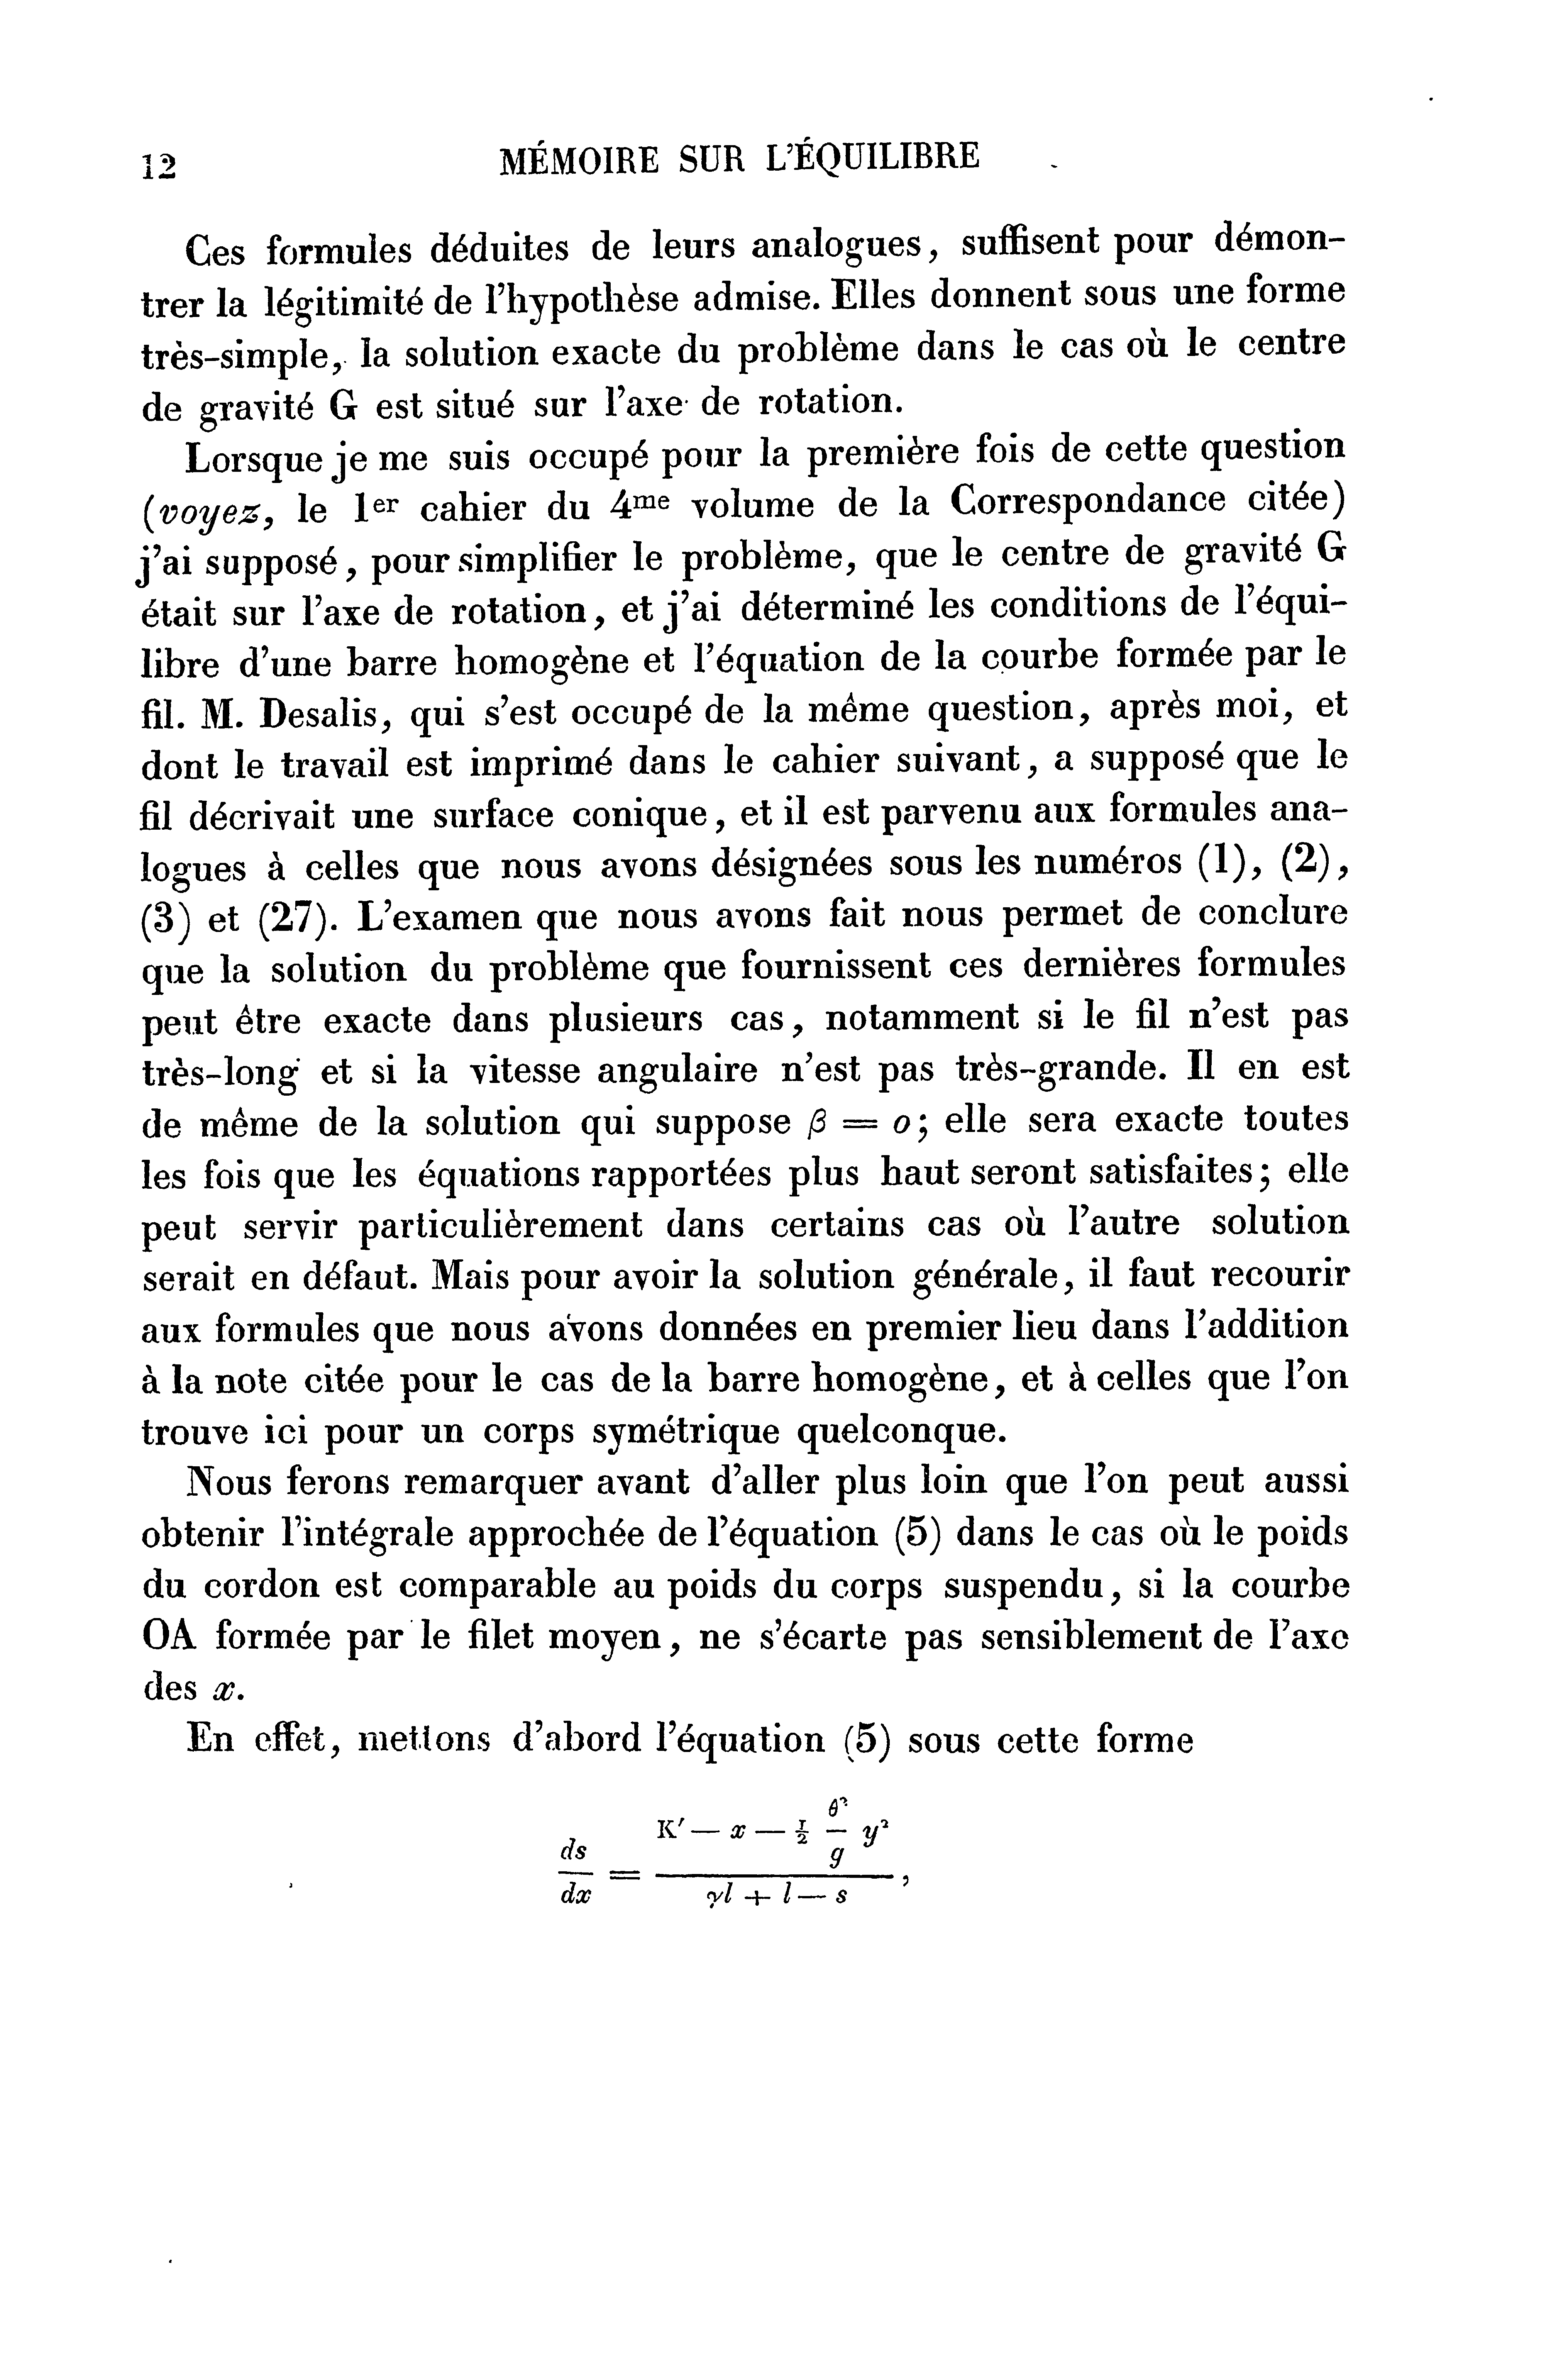 12 MÉMOIRE SUR L'ÉQUILIBRE
Ces formules déduites de leurs analogues, suffisent pour démon-
trer la légitimité de l'hypothèse admise. Elles donnent sous une forme
très-simple, la solution exacte du problème dans le cas où le centre
de gravité G est situé sur l'axe de rotation.
Lorsque je me suis occupé pour la première fois de cette question
(voyez, le 1er cahier du 4me volume de la Correspondance citée)
j'ai supposé, pour simplifier le problème, que le centre de gravité G
était sur l'axe de rotation, et j'ai déterminé les conditions de l'équi-
libre d'une barre homogène et l'équation de la courbe formée par le
fil. M. Desalis, qui s'est occupé de la même question, après moi, et
dont le travail est imprimé dans le cahier suivant, a supposé que le
fil décrivait une surface conique, et il est parvenu aux formules ana-
logues à celles que nous avons désignées sous les numéros (1), (2),
(3) et (27). L'examen que nous avons fait nous permet de conclure
que la solution du problème que fournissent ces dernières formules
peut être exacte dans plusieurs cas, notamment si le fil n'est pas
très-long et si la vitesse angulaire n'est pas très-grande. Il en est
de même de la solution qui suppose β = o; elle sera exacte toutes
les fois que les équations rapportées plus haut seront satisfaites; elle
peut servir particulièrement dans certains cas où l'autre solution
serait en défaut. Mais pour avoir la solution générale, il faut recourir
aux formules que nous avons données en premier lieu dans l'addition
à la note citée pour le cas de la barre homogène, et à celles que l'on
trouve ici pour un corps symétrique quelconque.
Nous ferons remarquer avant d'aller plus loin que l'on peut aussi
obtenir l'intégrale approchée de l'équation (5) dans le cas où le poids
du cordon est comparable au poids du corps suspendu, si la courbe
OA formée par le filet moyen, ne s'écarte pas sensiblement de l'axe
des x.
En effet, mettons d'abord l'équation (5) sous cette forme
ds/dx = (K′ — x — ½ θ²/g y²)/(γl + l — s),